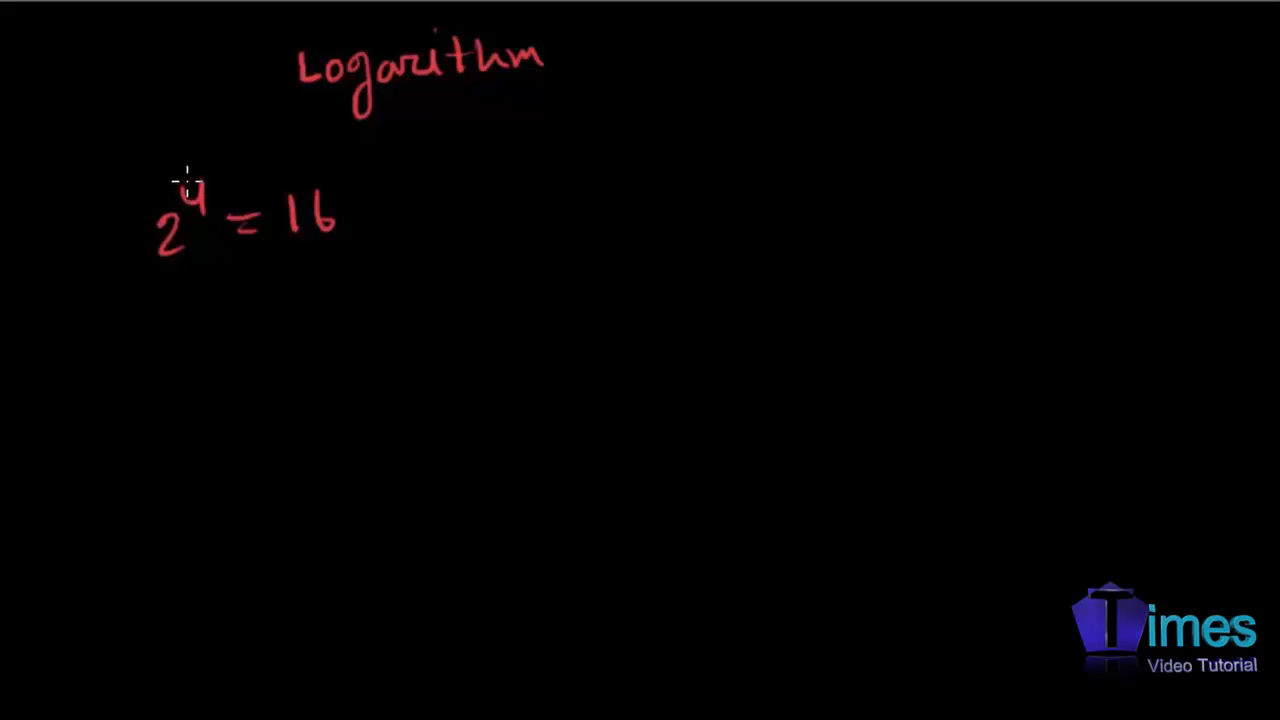 Logarithm
2⁴ = 16
Times
Video Tutorial